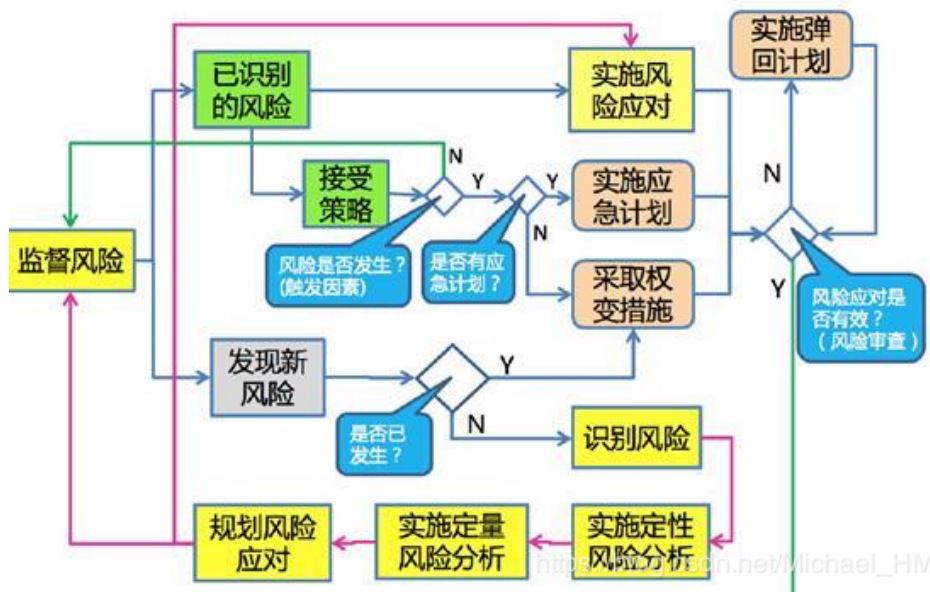 实施弹
回计划
已识别
的风险
实施风
险应对
N
N
接受
策略
Y
Y
实施应
急计划
N
监督风险
风险是否发生？
(触发因素)
是否有应
急计划？
采取权
变措施
Y
风险应对是
否有效？
（风险审查）
发现新
风险
Y
是否已
发生？
N
识别风险
规划风险
应对
实施定量
风险分析
实施定性
风险分析
https://blog.csdn.net/Michael_HM